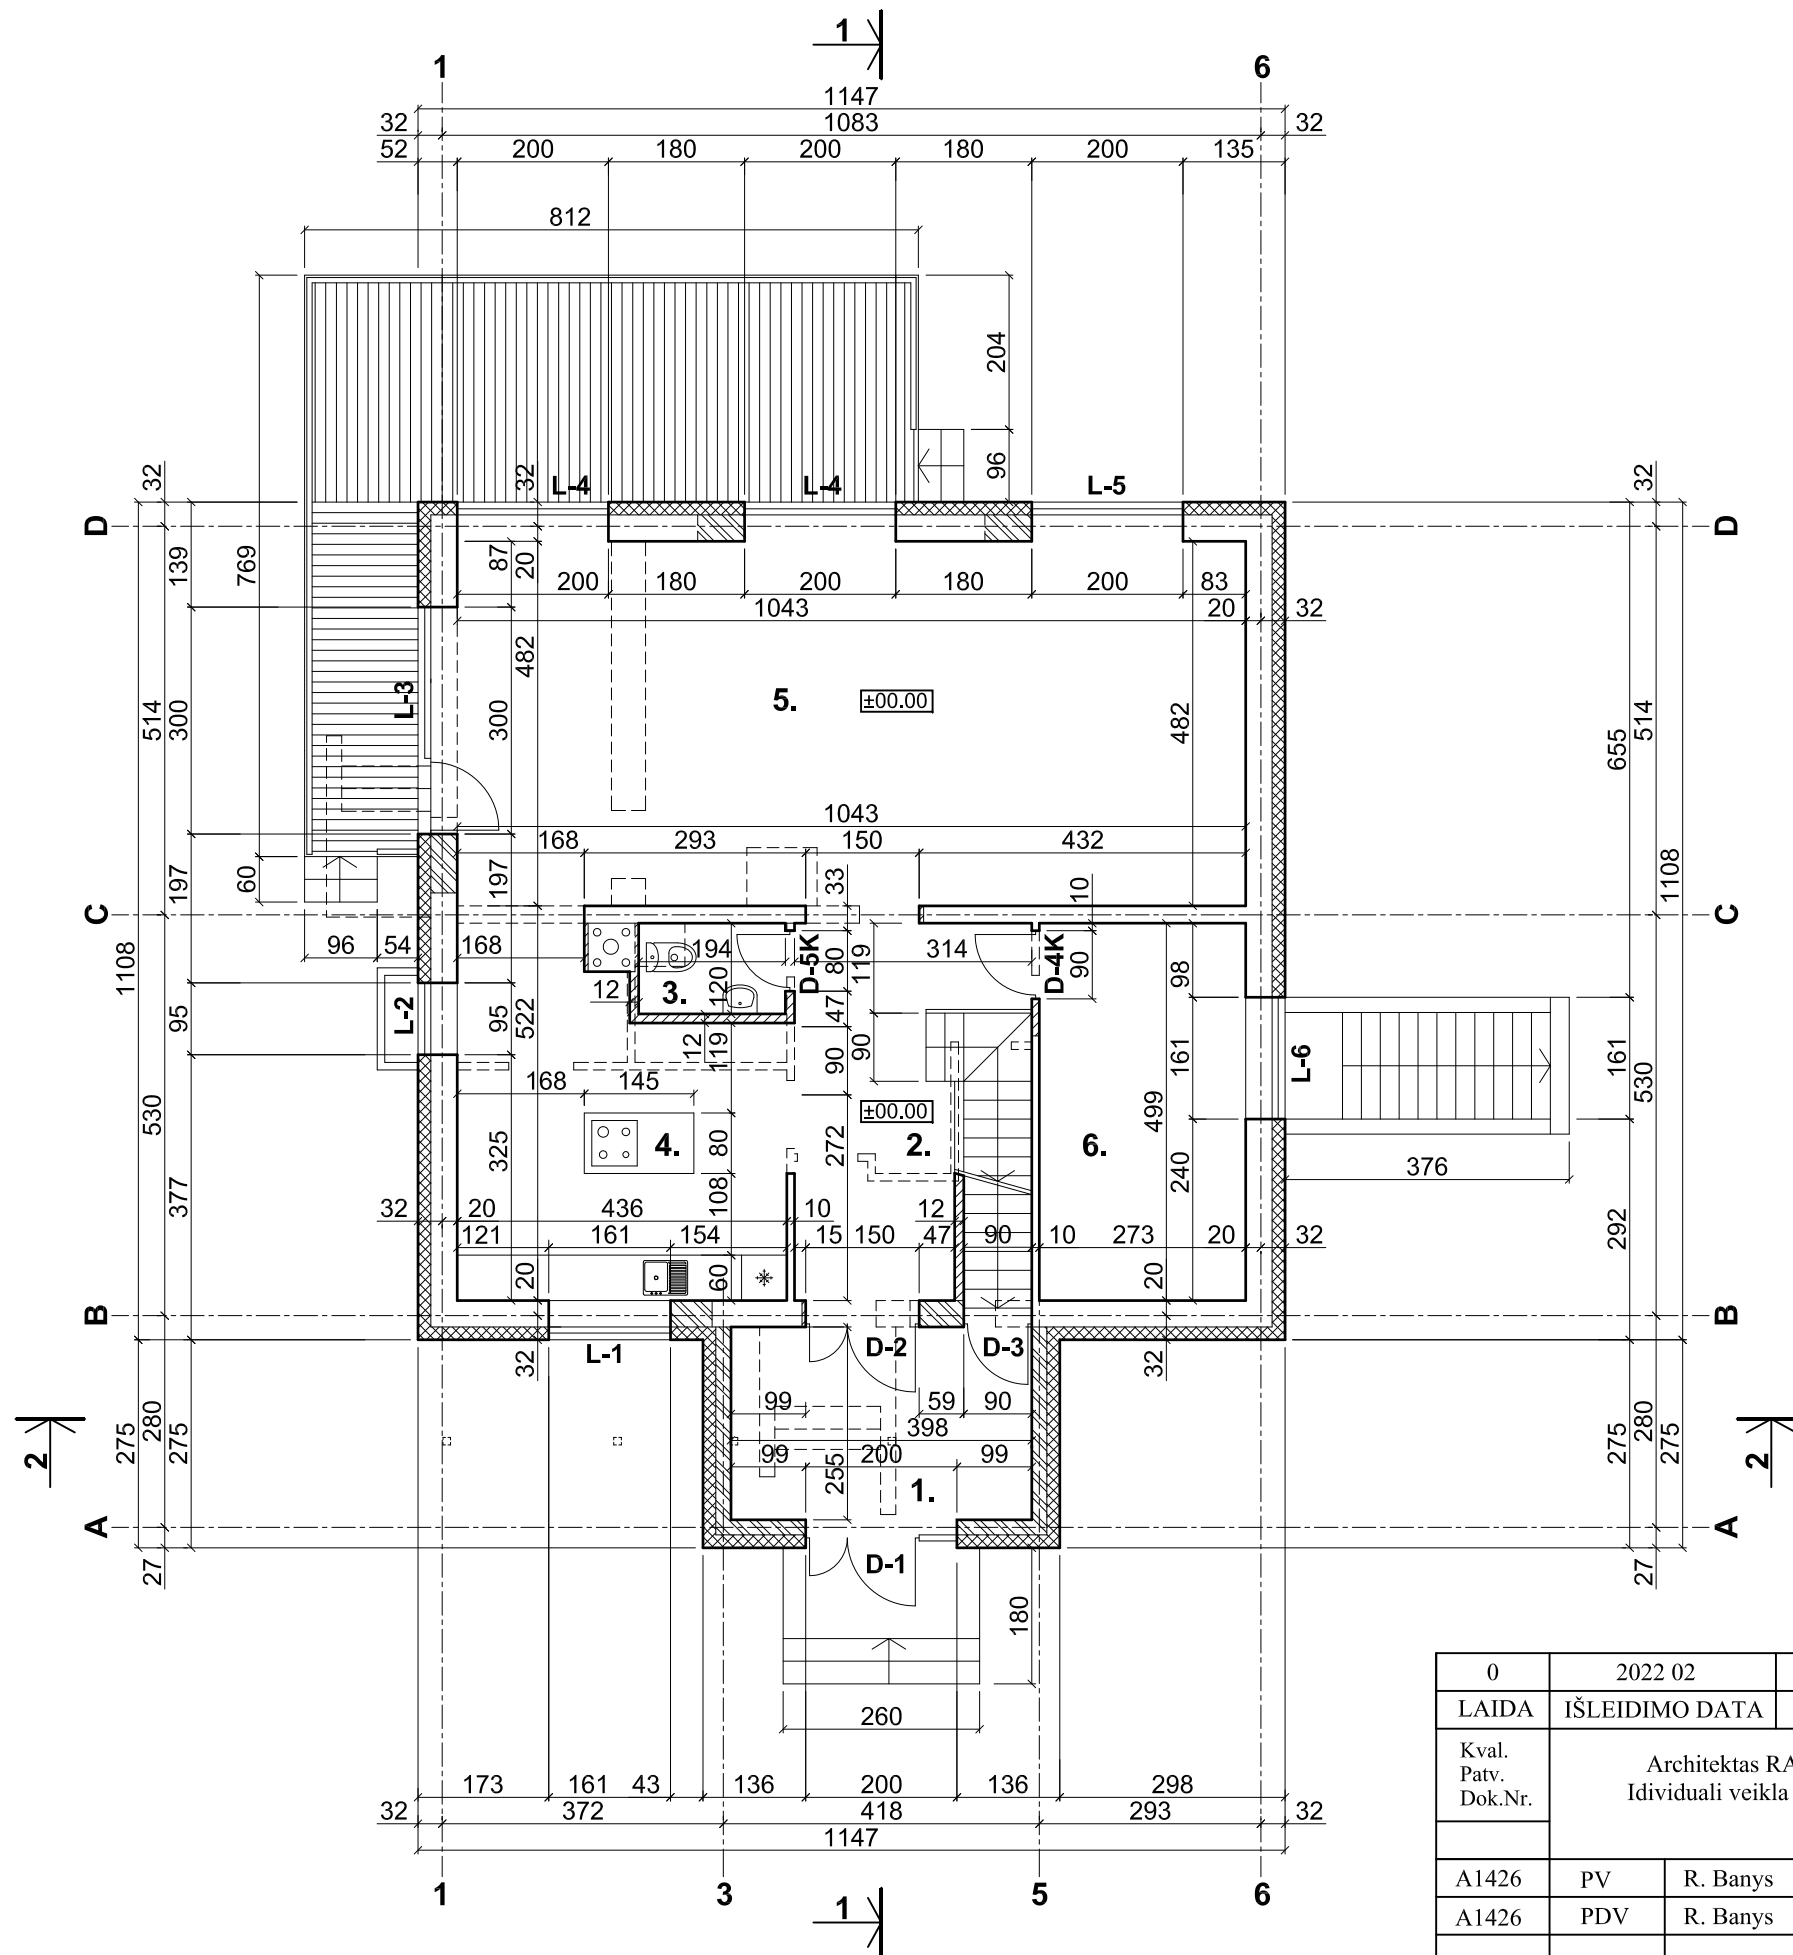 1
1 6
1147
32 1083 32
52 200 180 200 180 200 135
812
204
96
32 32 32
L-4 L-4 L-5
D D
139 769 87 20
200 180 200 180 200 83
1043 20 32
482
L-3
5. ±00.00
514 300 300 482 655 514
1043
168 293 150 432
197 60 197 33 10 1108
C C
96 54 168 194 D-5K 80 119 314 D-4K 90 98
1108
12 3. 120
L-2
95 95 522 47
12 119 90 90 161 L-6 161 530
168 145
±00.00
530 325 4. 80 272 2. 6. 499
240 376
377 108 292
32 20 436 10 12
121 161 154 15 150 47 90 10 273 20 32
20 60 20
B B
L-1 D-2 D-3
32 32
99 59 90
398
99 200 99
275 280 275 255 275 280 275
2 2
1.
A A
D-1
27 27
180
260
173 161 43 136 200 136 298
32 372 418 293 32
1147
1 3 5 6
1
0 2022 02
LAIDA IŠLEIDIMO DATA
Kval.
Patv.
Dok.Nr.
Architektas RA
Idividuali veikla
A1426 PV R. Banys
A1426 PDV R. Banys